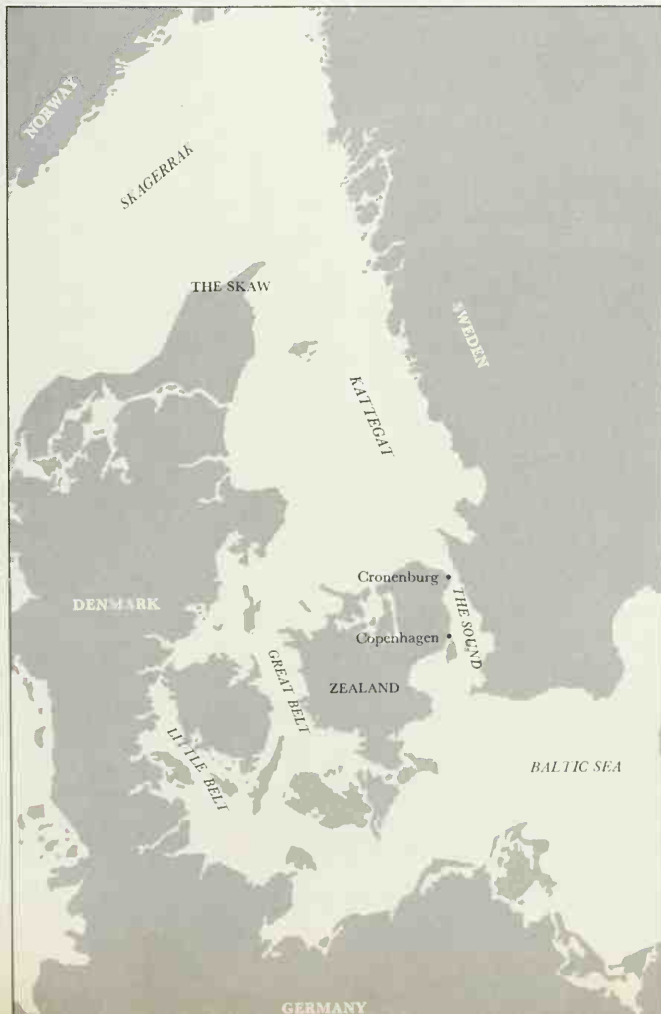 NORWAY
SKAGERRAK
THE SKAW
SWEDEN
KATTEGAT
Cronenburg
THE SOUND
DENMARK
Copenhagen
GREAT BELT
ZEALAND
LITTLE BELT
BALTIC SEA
GERMANY